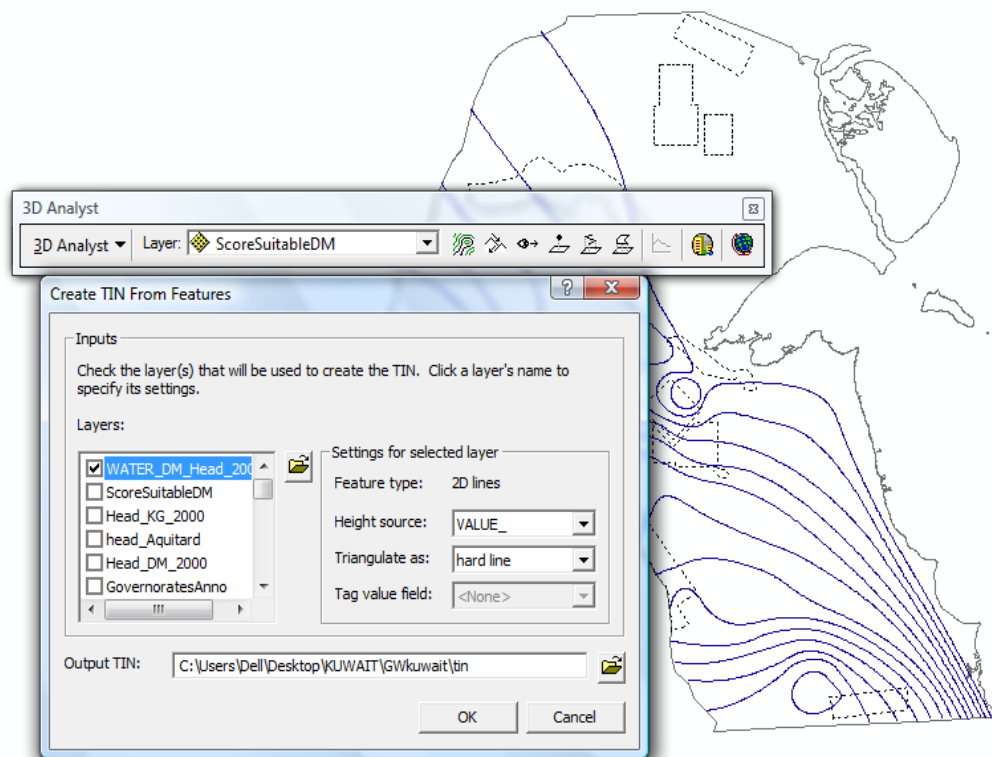 3D Analyst
3D Analyst Layer: ScoreSuitableDM
Create TIN From Features
Inputs
Check the layer(s) that will be used to create the TIN. Click a layer's name to
specify its settings.
Layers:
WATER_DM_Head_200
ScoreSuitableDM
Head_KG_2000
head_Aquitard
Head_DM_2000
GovernoratesAnno
Settings for selected layer
Feature type: 2D lines
Height source: VALUE_
Triangulate as: hard line
Tag value field: <None>
Output TIN: C:\Users\Dell\Desktop\KUWAIT\GWkuwait\tin
OK Cancel